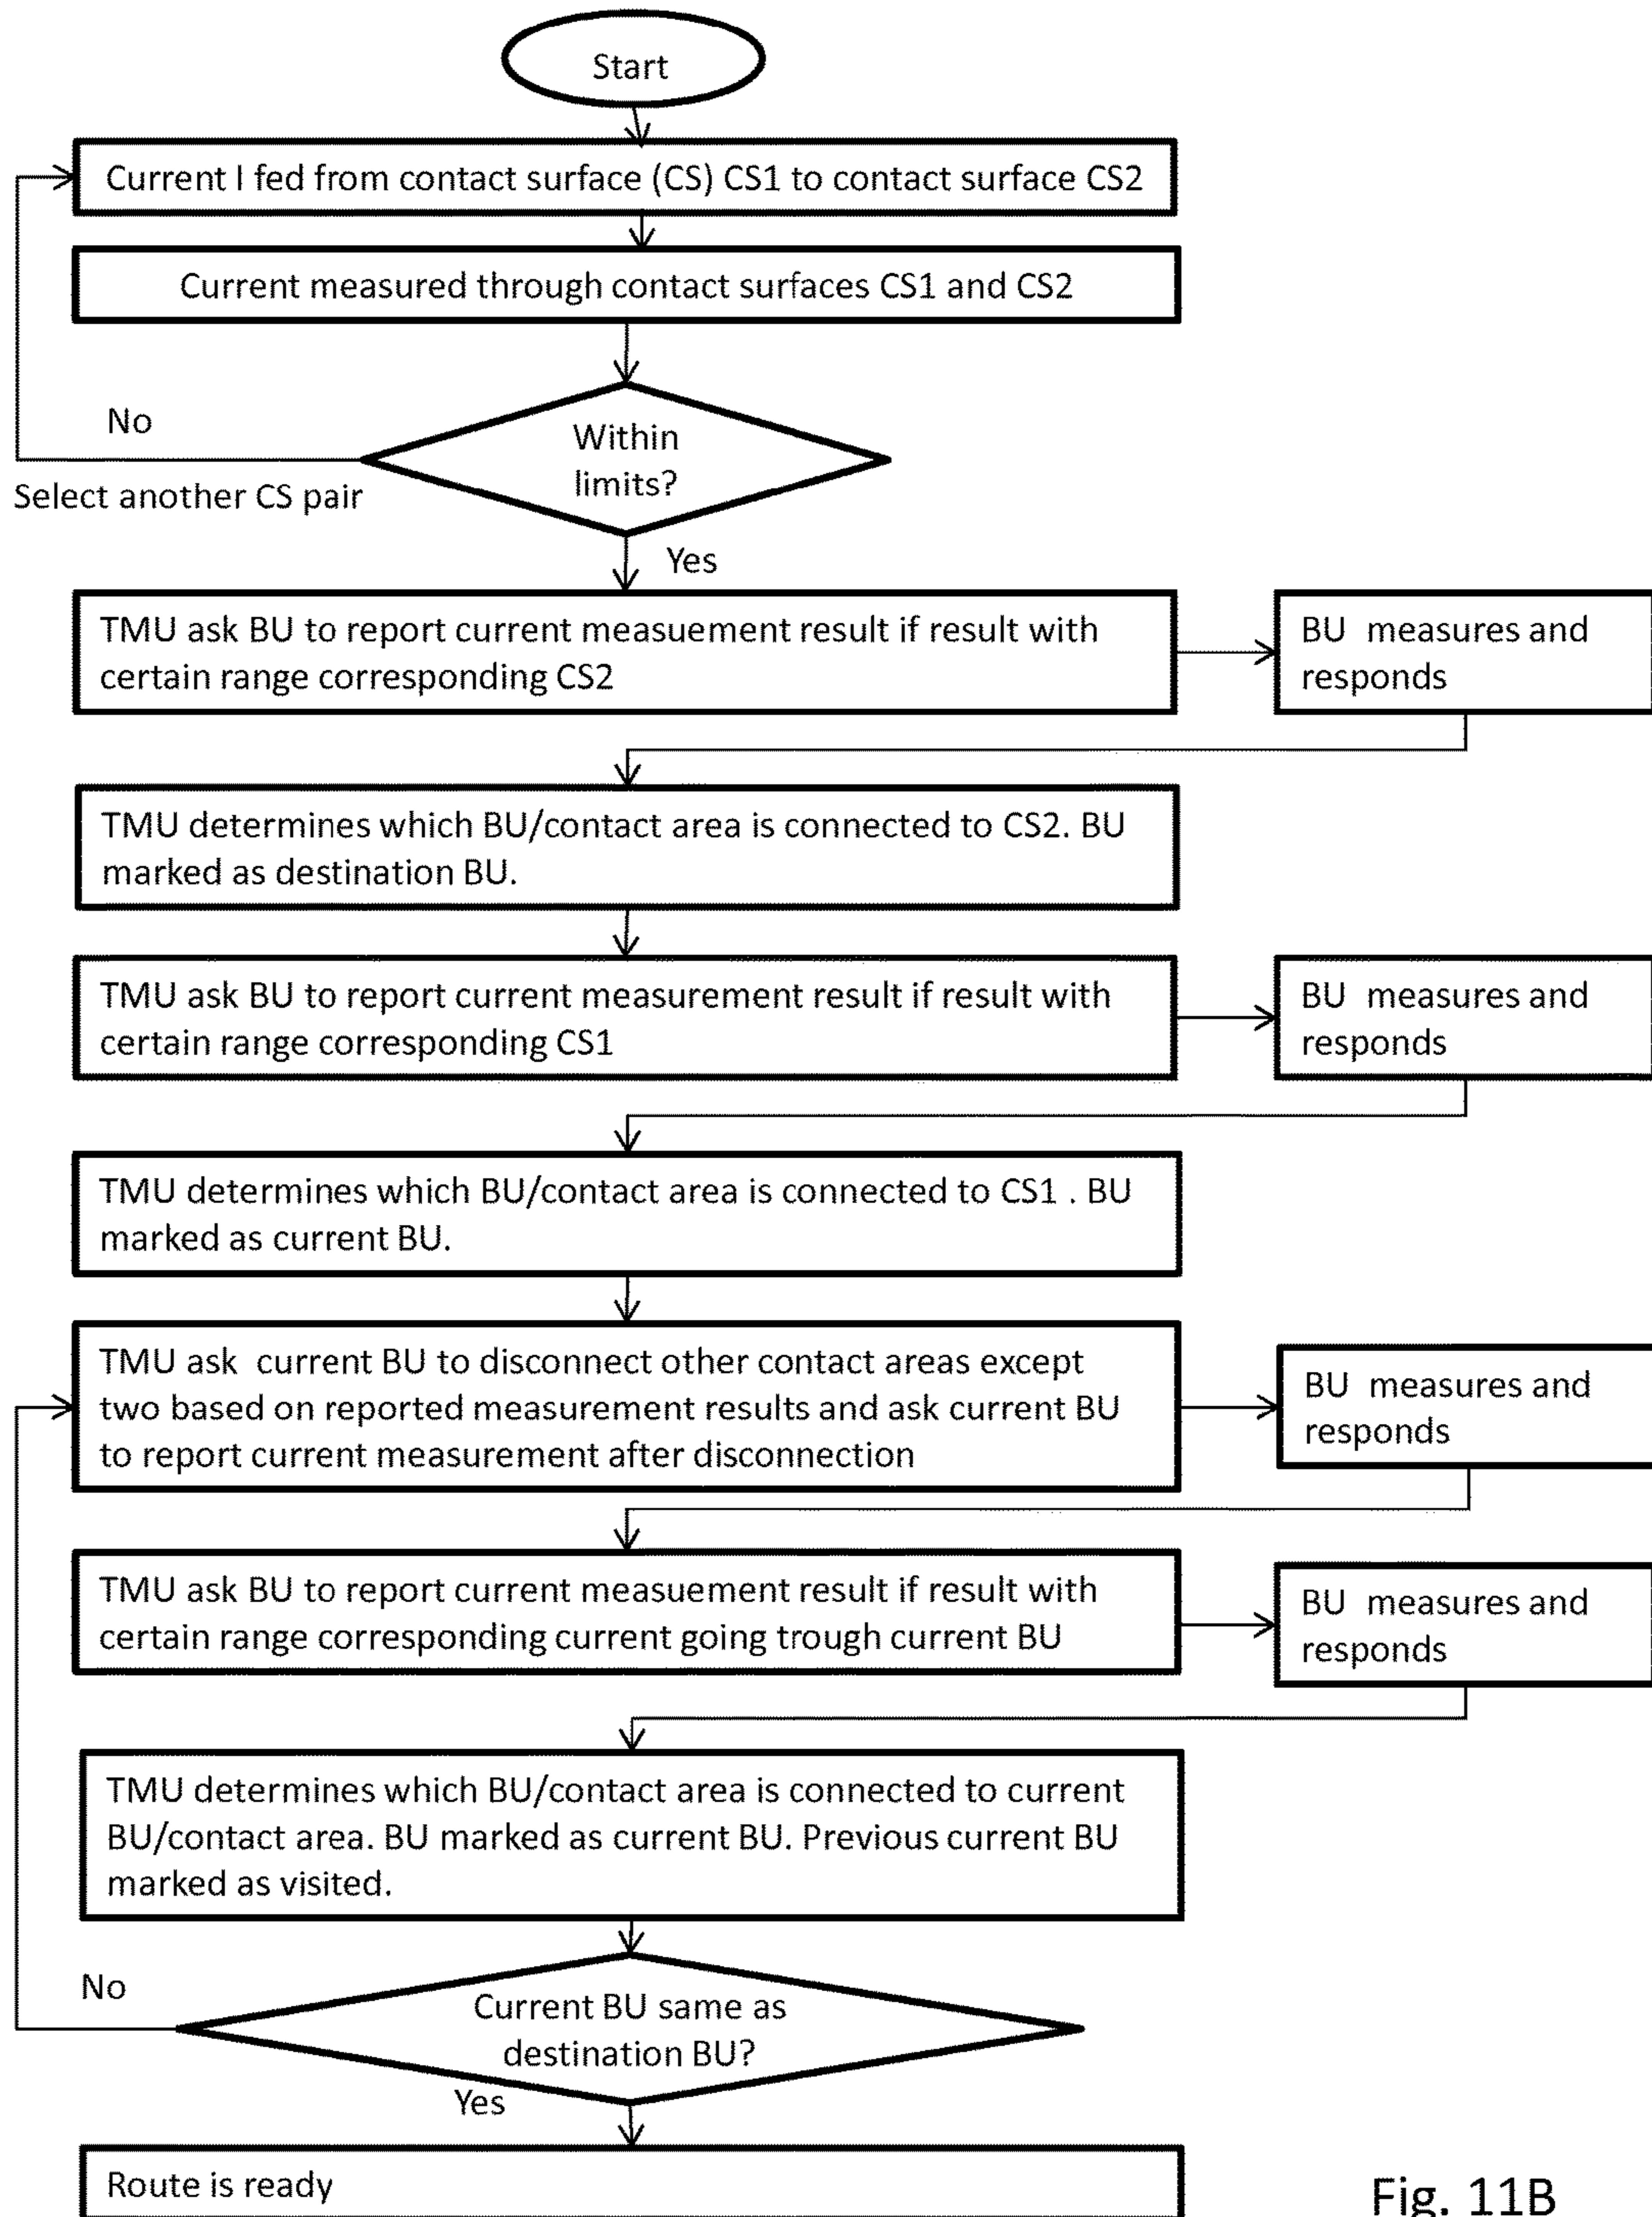 Start
Current I fed from contact surface (CS) CS1 to contact surface CS2
Current measured through contact surfaces CS1 and CS2
No
Within
limits?
Select another CS pair
Yes
TMU ask BU to report current measuement result if result with
certain range corresponding CS2
BU measures and
responds
TMU determines which BU/contact area is connected to CS2. BU
marked as destination BU.
TMU ask BU to report current measurement result if result with
certain range corresponding CS1
BU measures and
responds
TMU determines which BU/contact area is connected to CS1 . BU
marked as current BU.
TMU ask current BU to disconnect other contact areas except
two based on reported measurement results and ask current BU
to report current measurement after disconnection
BU measures and
responds
TMU ask BU to report current measuement result if result with
certain range corresponding current going trough current BU
BU measures and
responds
TMU determines which BU/contact area is connected to current
BU/contact area. BU marked as current BU. Previous current BU
marked as visited.
No
Current BU same as
destination BU?
Yes
Route is ready
Fig. 11B